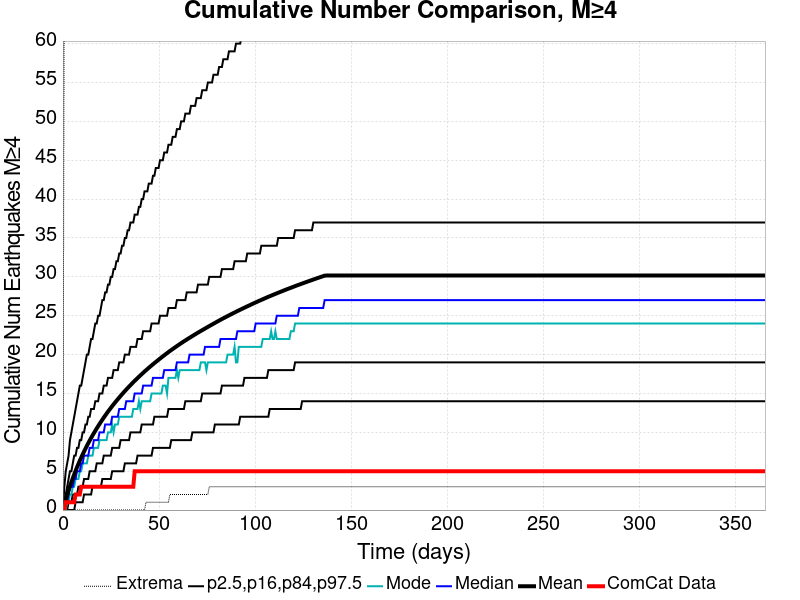 Cumulative Number Comparison, M≥4
Cumulative Num Earthquakes M≥4
60
55
50
45
40
35
30
25
20
15
10
5
0
0 50 100 150 200 250 300 350
Time (days)
Extrema p2.5,p16,p84,p97.5 Mode Median Mean ComCat Data